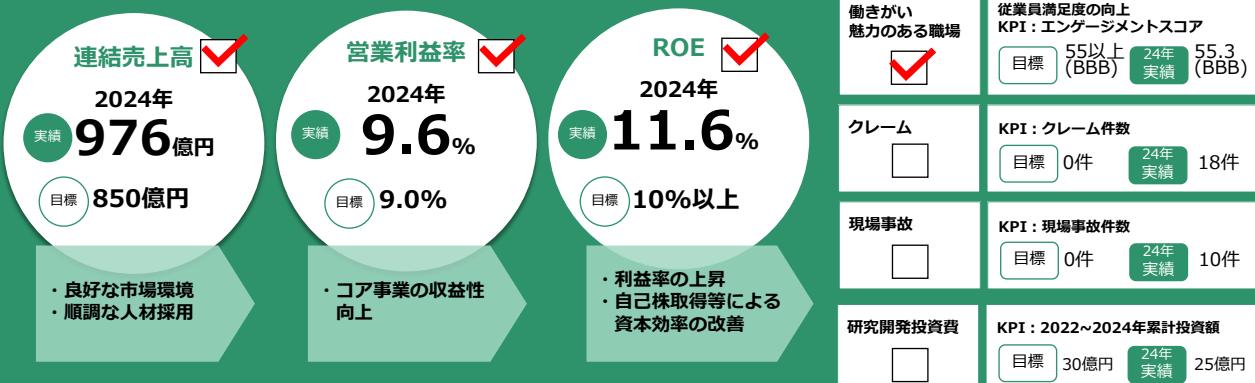 連結売上高
2024年
実績
976億円
目標
850億円
・良好な市場環境
・順調な人材採用
営業利益率
2024年
実績
9.6%
目標
9.0%
・コア事業の収益性
向上
ROE
2024年
実績
11.6%
目標
10%以上
・利益率の上昇
・自己株取得等による
資本効率の改善
働きがい
魅力のある職場
従業員満足度の向上
KPI：エンゲージメントスコア
目標
55以上
(BBB)
24年
実績
55.3
(BBB)
クレーム
KPI：クレーム件数
目標
0件
24年
実績
18件
現場事故
KPI：現場事故件数
目標
0件
24年
実績
10件
研究開発投資費
KPI：2022~2024年累計投資額
目標
30億円
24年
実績
25億円